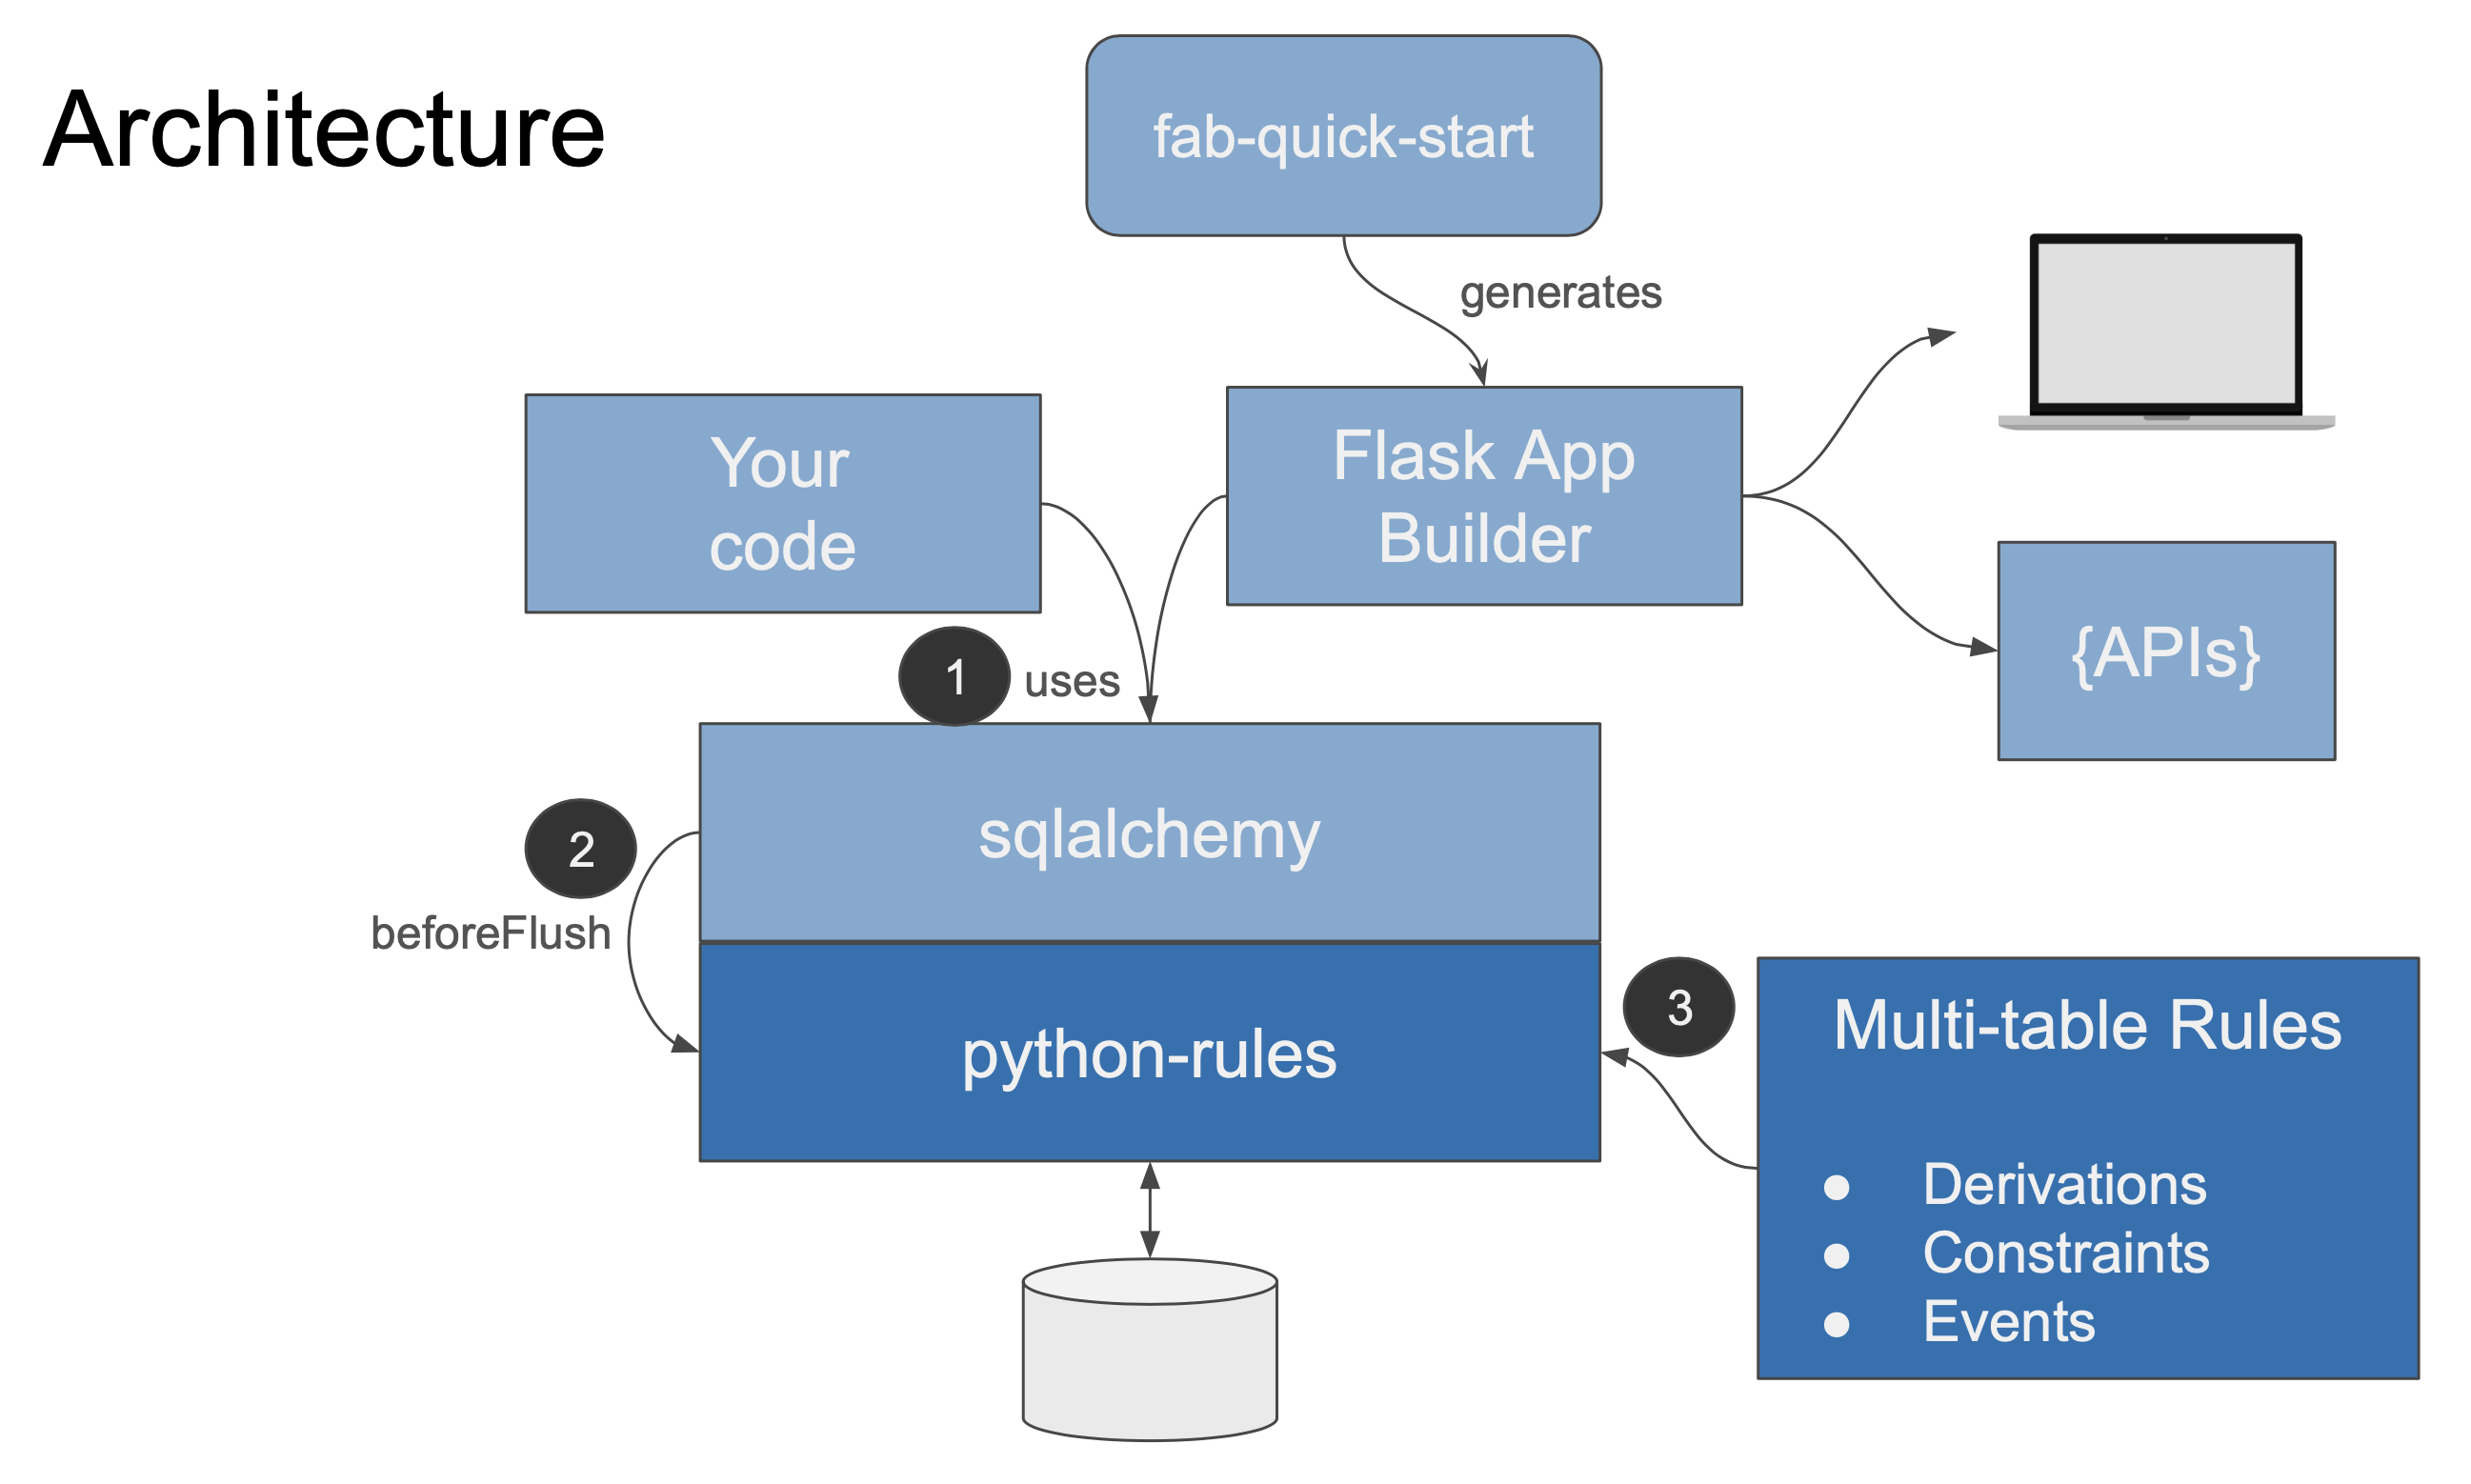 Architecture
fab-quick-start
generates
Your
code
Flask App
Builder
{APIs}
1
uses
sqlalchemy
2
beforeFlush
python-rules
3
Multi-table Rules
● Derivations
● Constraints
● Events